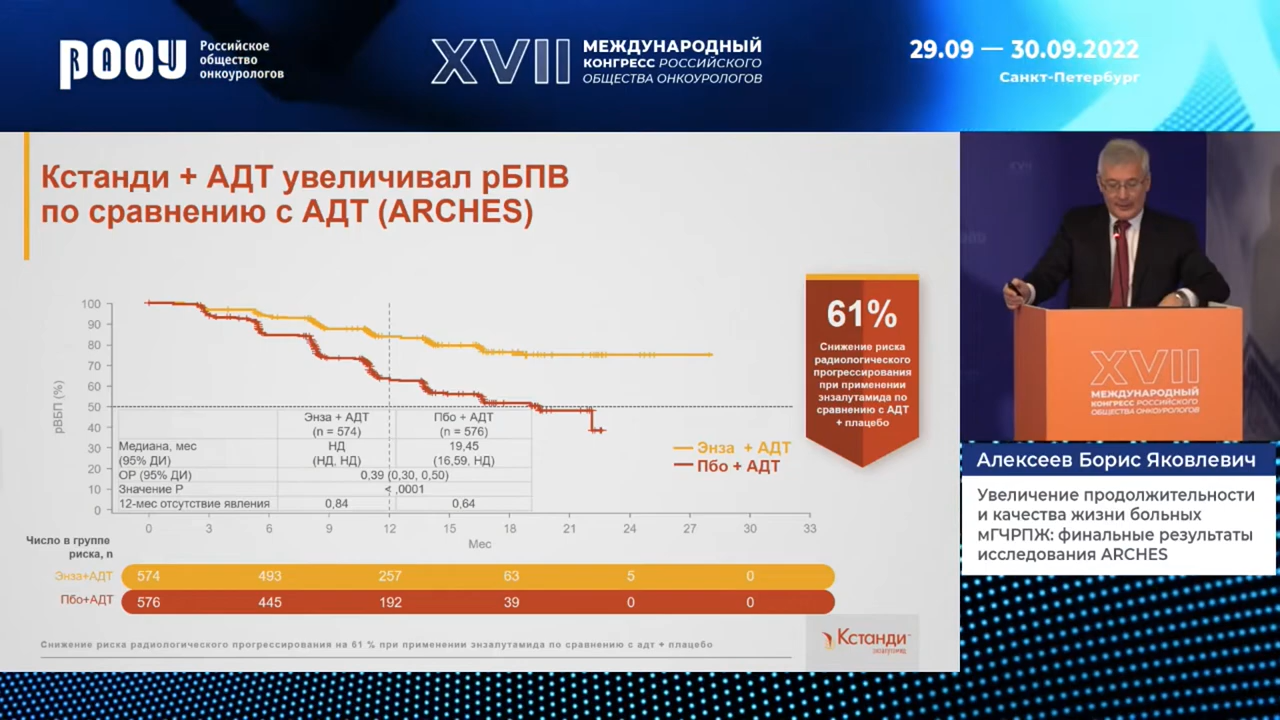 РООУ
RAOU
Российское
общество
онкоурологов
XVII
МЕЖДУНАРОДНЫЙ
КОНГРЕСС РОССИЙСКОГО
ОБЩЕСТВА ОНКОУРОЛОГОВ
29.09 — 30.09.2022
Санкт-Петербург
Кстанди + АДТ увеличивал рБПВ
по сравнению с АДТ (ARCHES)
61%
Снижение риска
радиологического
прогрессирования
при применении
энзалутамида по
сравнению с АДТ
+ плацебо
рВБП (%)
100
90
80
70
60
50
40
30
20
10
0
Энза + АДТ
(n = 574)
Пбо + АДТ
(n = 576)
Медиана, мес
(95% ДИ)
НД
(НД, НД)
19,45
(16,59, НД)
ОР (95% ДИ)
0,39 (0,30, 0,50)
Значение P
< ,0001
12-мес отсутствие явления
0,84
0,64
Энза + АДТ
Пбо + АДТ
0 3 6 9 12 15 18 21 24 27 30 33
Мес
Число в группе
риска, n
Энза+АДТ 574 493 257 63 5 0
Пбо+АДТ 576 445 192 39 0 0
Снижение риска радиологического прогрессирования на 61 % при применении энзалутамида по сравнению с адт + плацебо
Кстанди
энзалутамид
XVII
МЕЖДУНАРОДНЫЙ
КОНГРЕСС РОССИЙСКОГО
ОБЩЕСТВА ОНКОУРОЛОГОВ
Алексеев Борис Яковлевич
Увеличение продолжительности
и качества жизни больных
мГЧРПЖ: финальные результаты
исследования ARCHES